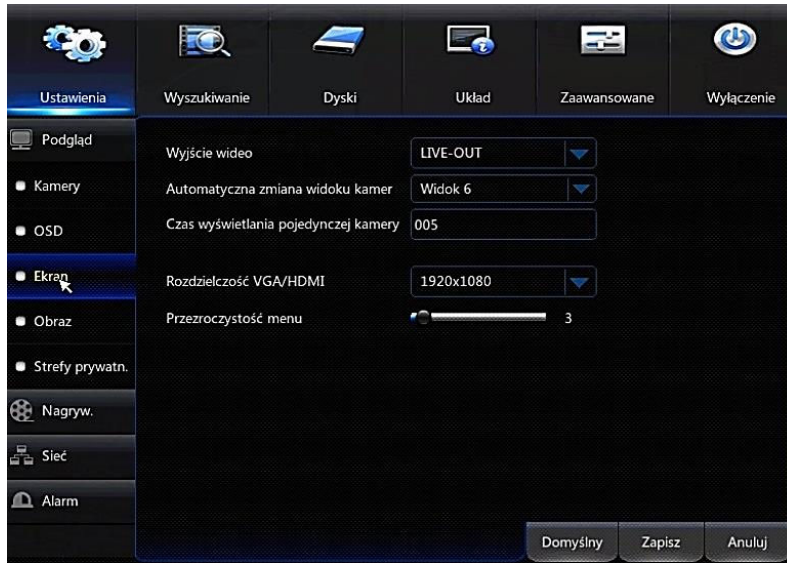 Ustawienia Wyszukiwanie Dyski Układ Zaawansowane Wyłączenie
Podgląd
Kamery
OSD
Ekran
Obraz
Strefy prywatn.
Nagryw.
Sieć
Alarm
Wyjście wideo LIVE-OUT
Automatyczna zmiana widoku kamer Widok 6
Czas wyświetlania pojedynczej kamery 005
Rozdzielczość VGA/HDMI 1920x1080
Przezroczystość menu 3
Domyślny Zapisz Anuluj